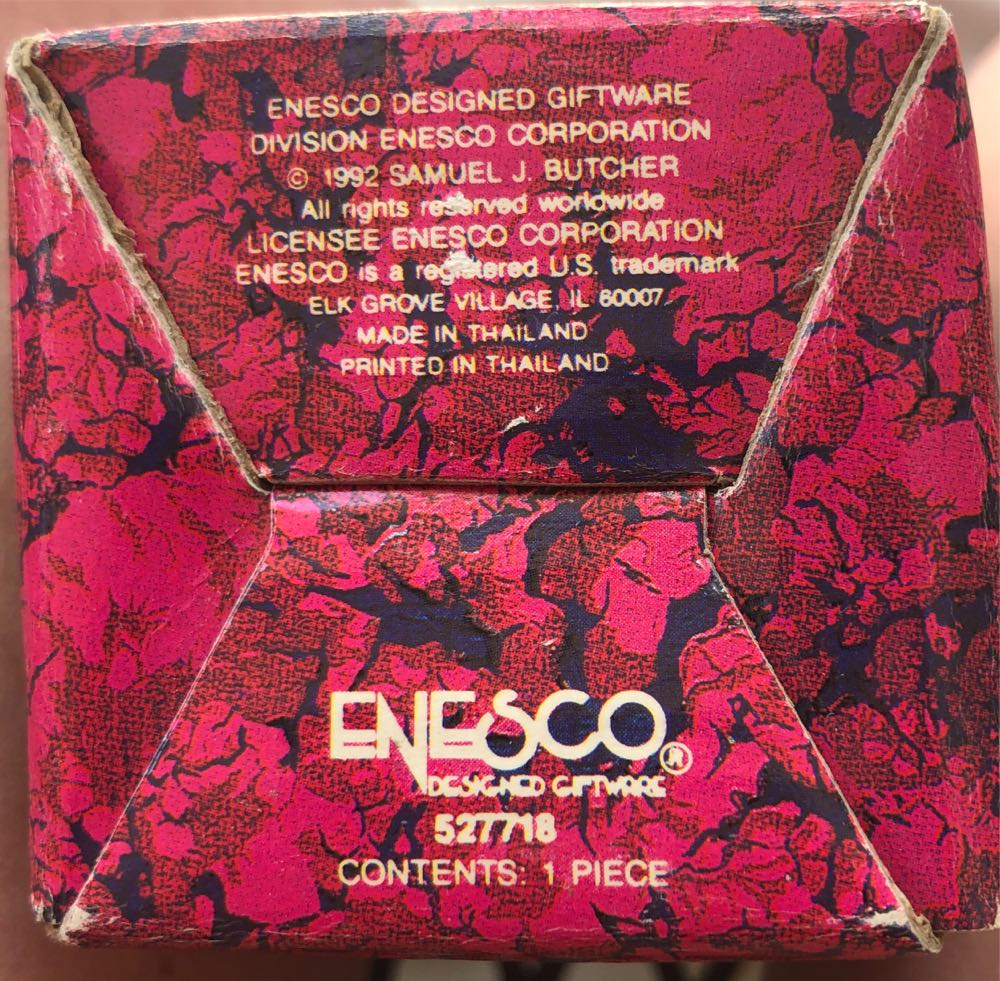 ENESCO DESIGNED GIFTWARE
DIVISION ENESCO CORPORATION
© 1992 SAMUEL J. BUTCHER
All rights reserved worldwide
LICENSEE ENESCO CORPORATION
ENESCO is a registered U.S. trademark
ELK GROVE VILLAGE, IL 60007
MADE IN THAILAND
PRINTED IN THAILAND
ENESCO®
DESIGNED GIFTWARE
527718
CONTENTS: 1 PIECE